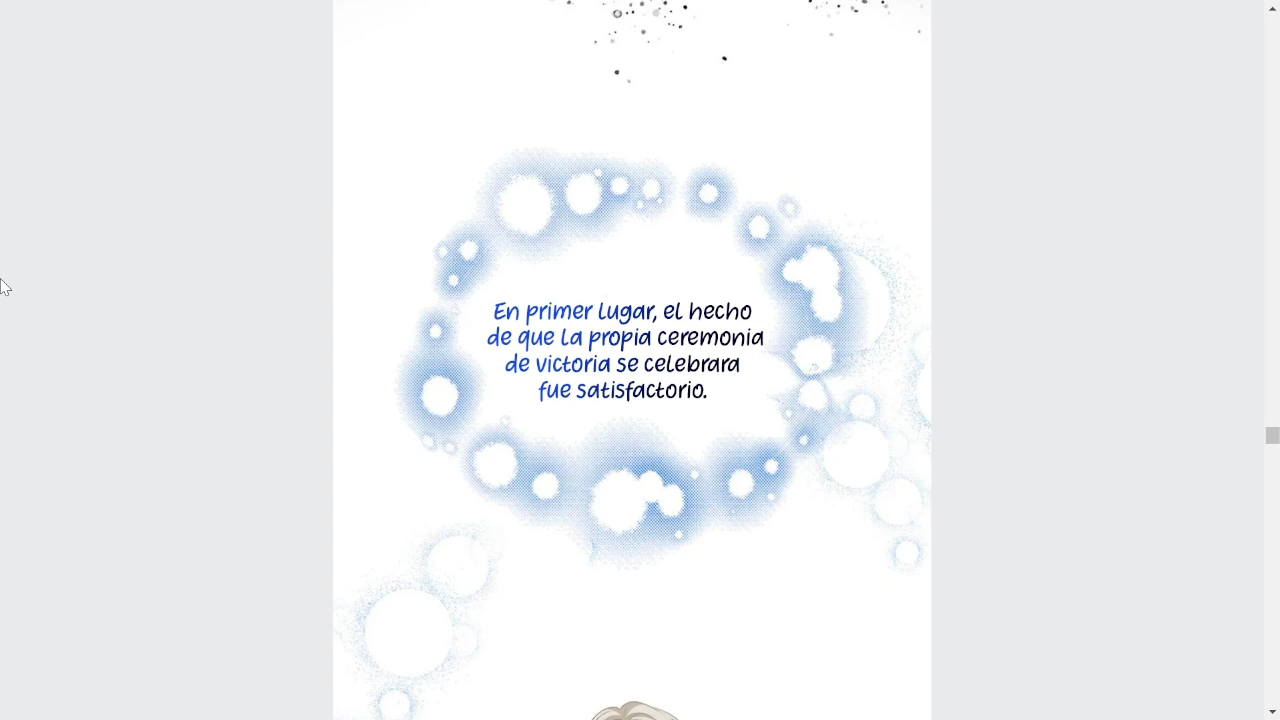 En primer lugar, el hecho
de que la propia ceremonia
de victoria se celebrara
fue satisfactorio.